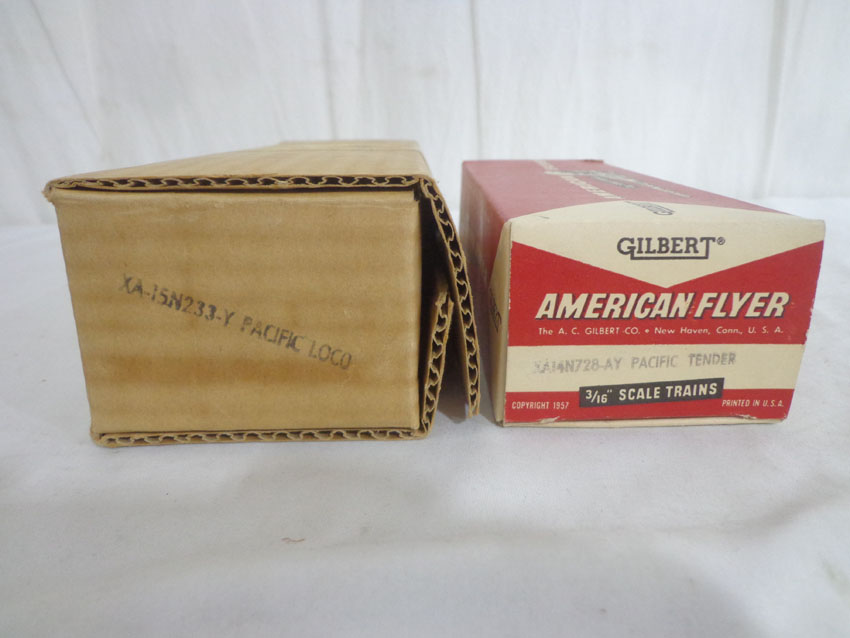 XA-15N233-Y PACIFIC LOCO
GILBERT®
AMERICAN FLYER
The A. C. GILBERT CO. • New Haven, Conn., U. S. A.
XA14N728-AY PACIFIC TENDER
3/16" SCALE TRAINS
COPYRIGHT 1957
PRINTED IN U.S.A.